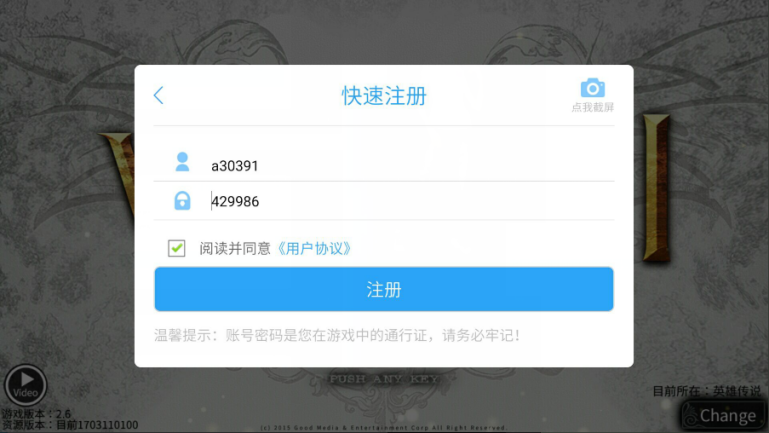 快速注册
点我截屏
a30391
429986
阅读并同意《用户协议》
注册
温馨提示：账号密码是您在游戏中的通行证，请务必牢记！
PUSH ANY KEY
Video
目前所在：英雄传说
游戏版本：2.6
资源版本：目前1703110100
Change
(c) 2015 Good Media & Entertainment Corp All Right Reserved.